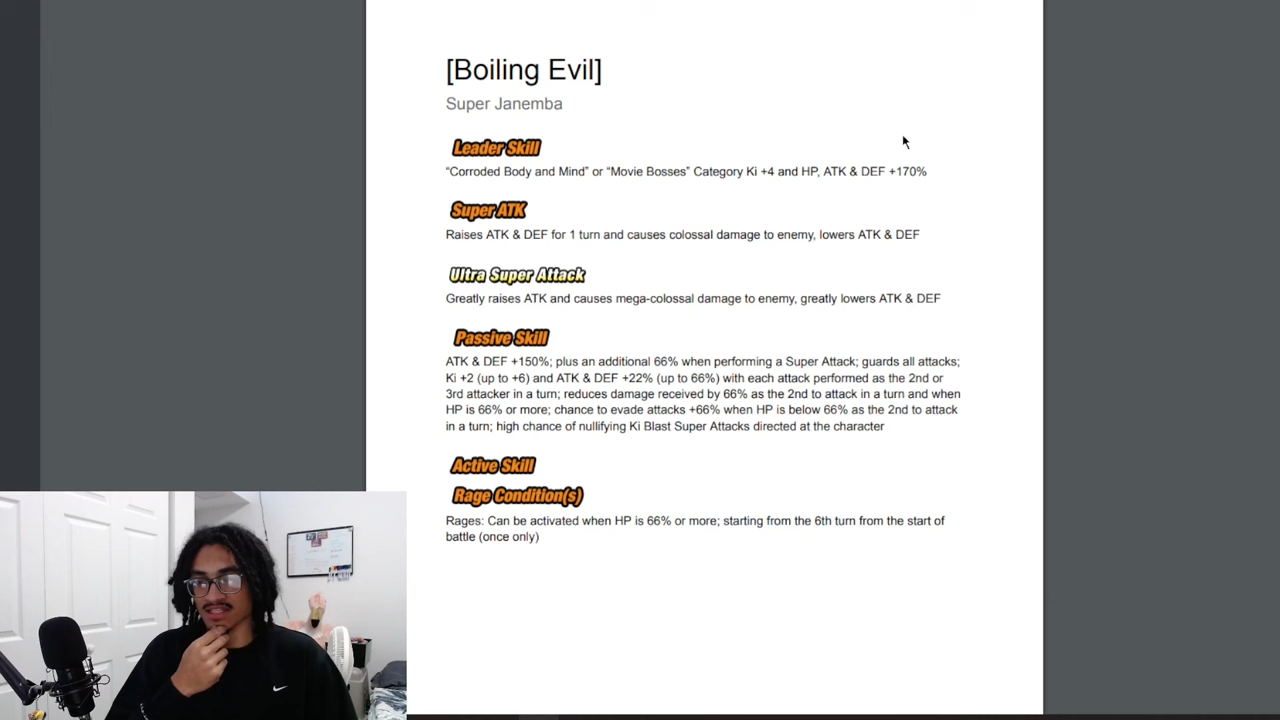 [Boiling Evil]
Super Janemba
Leader Skill
“Corroded Body and Mind” or “Movie Bosses” Category Ki +4 and HP, ATK & DEF +170%
Super ATK
Raises ATK & DEF for 1 turn and causes colossal damage to enemy, lowers ATK & DEF
Ultra Super Attack
Greatly raises ATK and causes mega-colossal damage to enemy, greatly lowers ATK & DEF
Passive Skill
ATK & DEF +150%; plus an additional 66% when performing a Super Attack; guards all attacks;
Ki +2 (up to +6) and ATK & DEF +22% (up to 66%) with each attack performed as the 2nd or
3rd attacker in a turn; reduces damage received by 66% as the 2nd to attack in a turn and when
HP is 66% or more; chance to evade attacks +66% when HP is below 66% as the 2nd to attack
in a turn; high chance of nullifying Ki Blast Super Attacks directed at the character
Active Skill
Rage Condition(s)
Rages: Can be activated when HP is 66% or more; starting from the 6th turn from the start of
battle (once only)